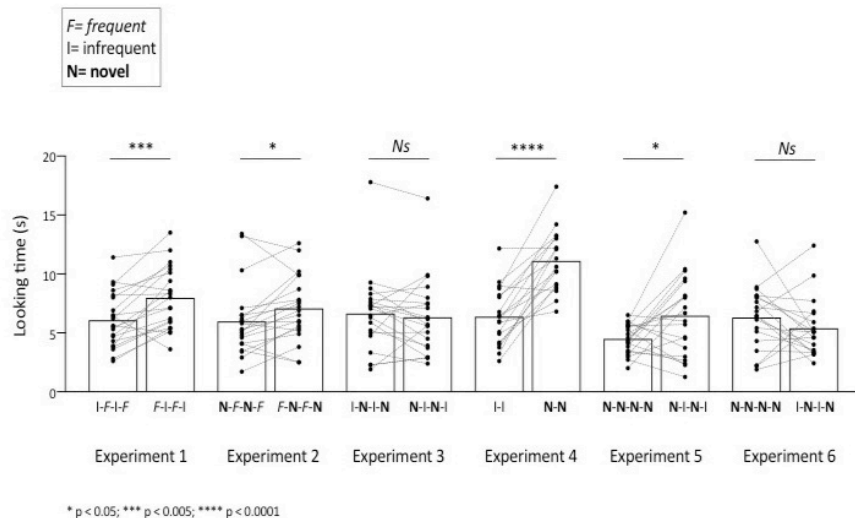 F= frequent
I= infrequent
N= novel
*** * Ns **** * Ns
20
15
10
5
0
Looking time (s)
I-F-I-F F-I-F-I N-F-N-F F-N-F-N I-N-I-N N-I-N-I I-I N-N N-N-N-N N-I-N-I N-N-N-N I-N-I-N
Experiment 1 Experiment 2 Experiment 3 Experiment 4 Experiment 5 Experiment 6
* p < 0.05; *** p < 0.005; **** p < 0.0001